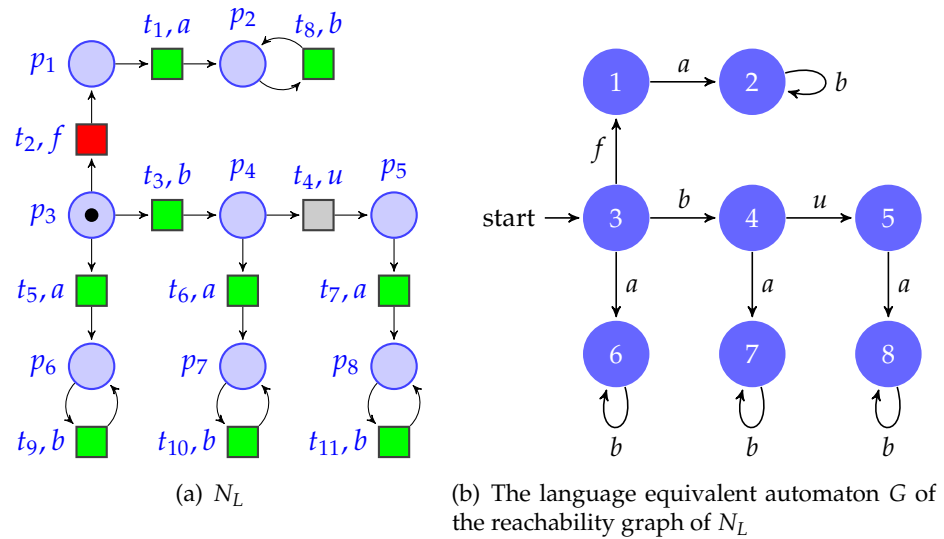 t1, a p2 t8, b
p1
t2, f
p3 t3, b p4 t4, u p5
t5, a t6, a t7, a
p6 p7 p8
t9, b t10, b t11, b
(a) NL
1 a 2 b
f
start 3 b 4 u 5
a a a
6 7 8
b b b
(b) The language equivalent automaton G of
the reachability graph of NL